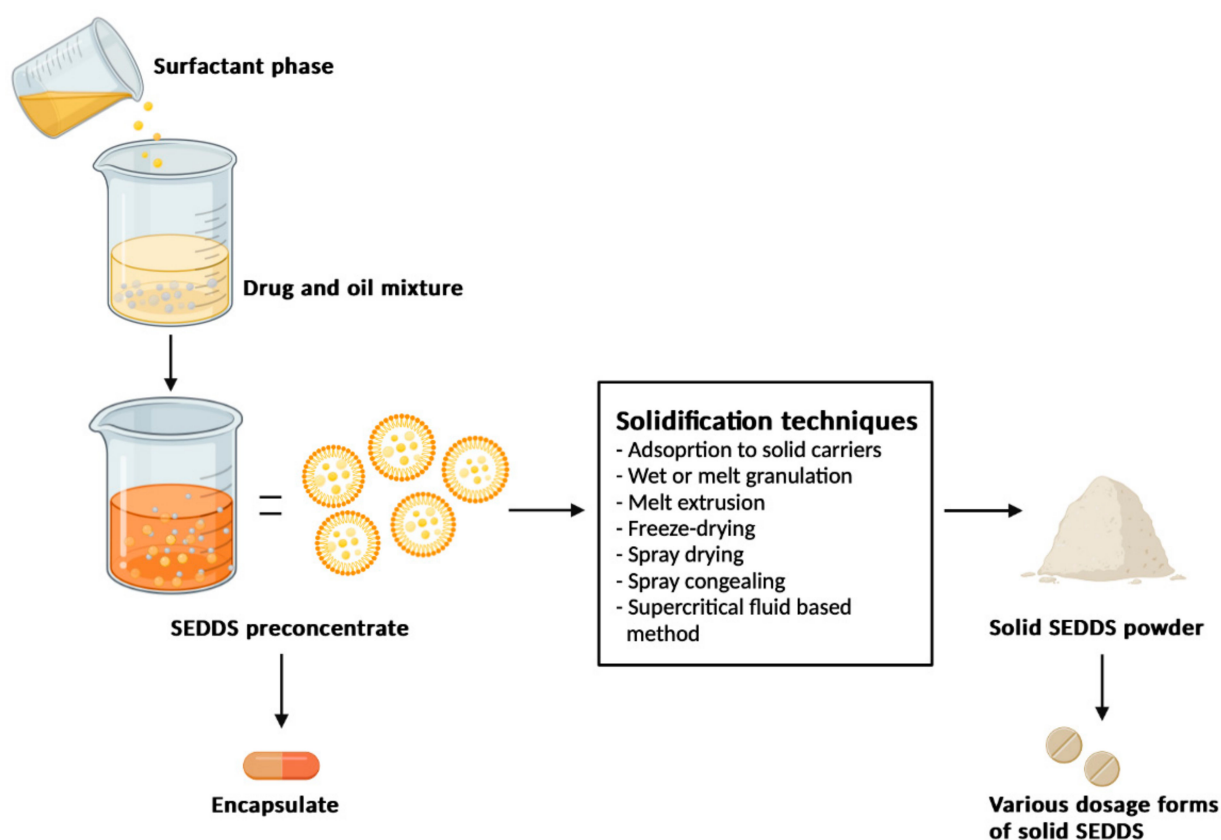 Surfactant phase
Drug and oil mixture
SEDDS preconcentrate
Encapsulate
Solidification techniques
- Adsoprtion to solid carriers
- Wet or melt granulation
- Melt extrusion
- Freeze-drying
- Spray drying
- Spray congealing
- Supercritical fluid based
method
Solid SEDDS powder
Various dosage forms
of solid SEDDS